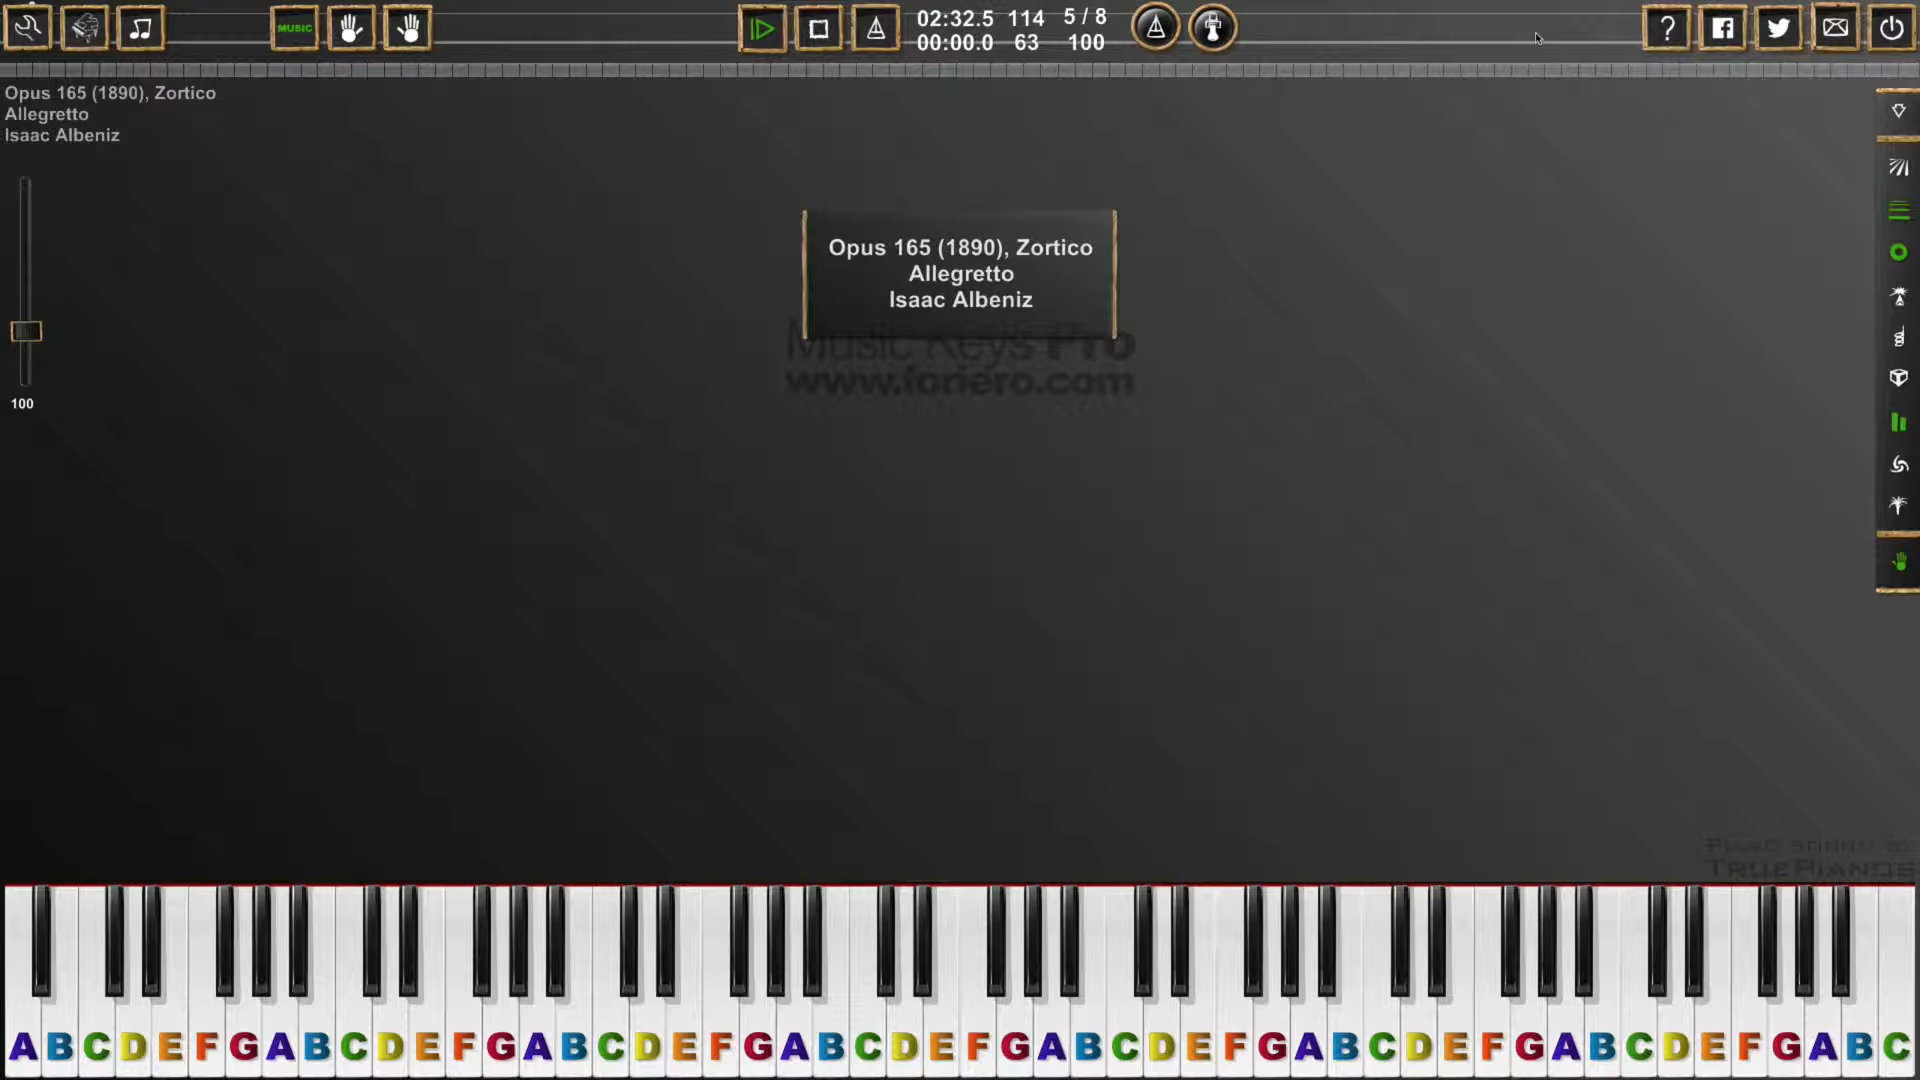 MUSIC
02:32.5 114 5 / 8
00:00.0 63 100
?
Opus 165 (1890), Zortico
Allegretto
Isaac Albeniz
100
Opus 165 (1890), Zortico
Allegretto
Isaac Albeniz
Music Keys Pro
www.foriero.com
TruePianos
A B C D E F G A B C D E F G A B C D E F G A B C D E F G A B C D E F G A B C D E F G A B C D E F G A B C